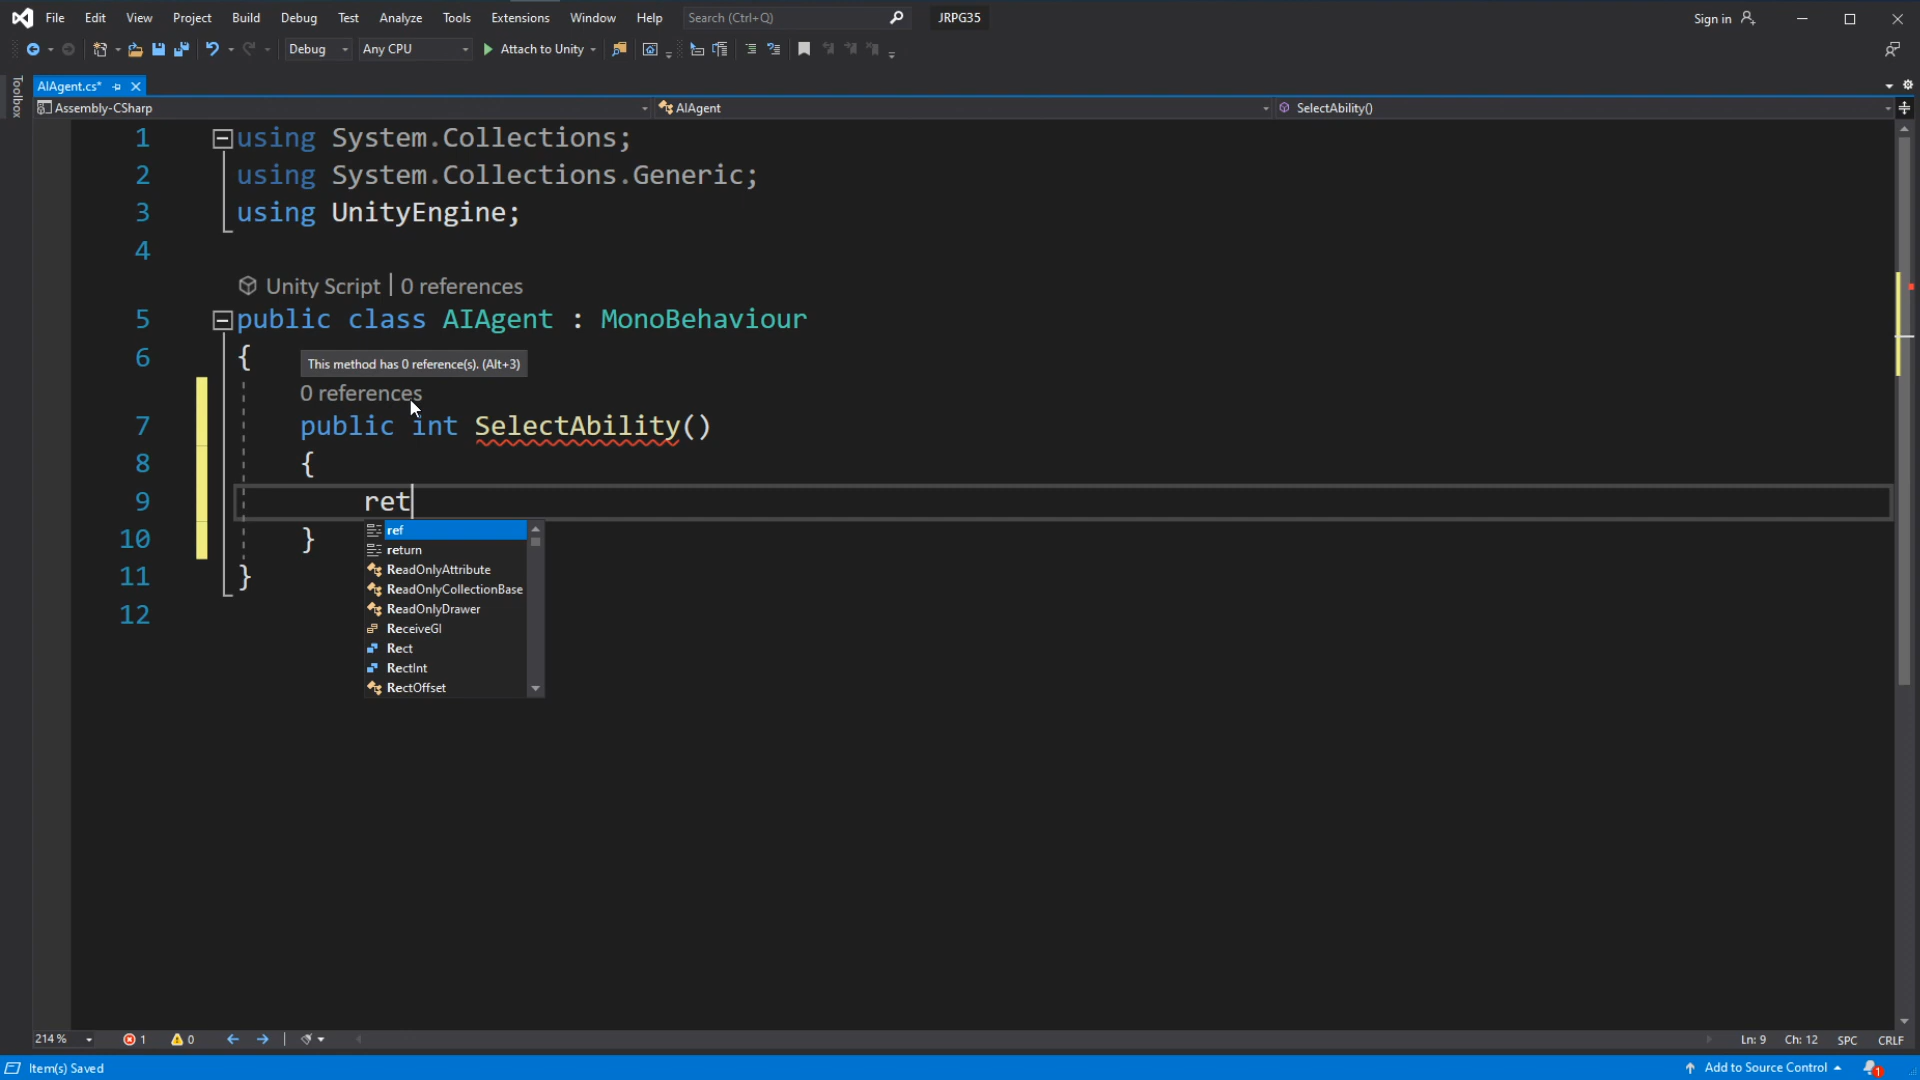 File Edit View Project Build Debug Test Analyze Tools Extensions Window Help Search (Ctrl+Q) JRPG35 Sign in
Debug Any CPU Attach to Unity
Toolbox
AIAgent.cs*
Assembly-CSharp AIAgent SelectAbility()
1 using System.Collections;
2 using System.Collections.Generic;
3 using UnityEngine;
4
Unity Script | 0 references
5 public class AIAgent : MonoBehaviour
6 {
This method has 0 reference(s). (Alt+3)
0 references
7 public int SelectAbility()
8 {
9 ret
ref
10 }
return
11 }
ReadOnlyAttribute
ReadOnlyCollectionBase
12
ReadOnlyDrawer
ReceiveGI
Rect
RectInt
RectOffset
214 % 1 0 Ln: 9 Ch: 12 SPC CRLF
Item(s) Saved Add to Source Control 1